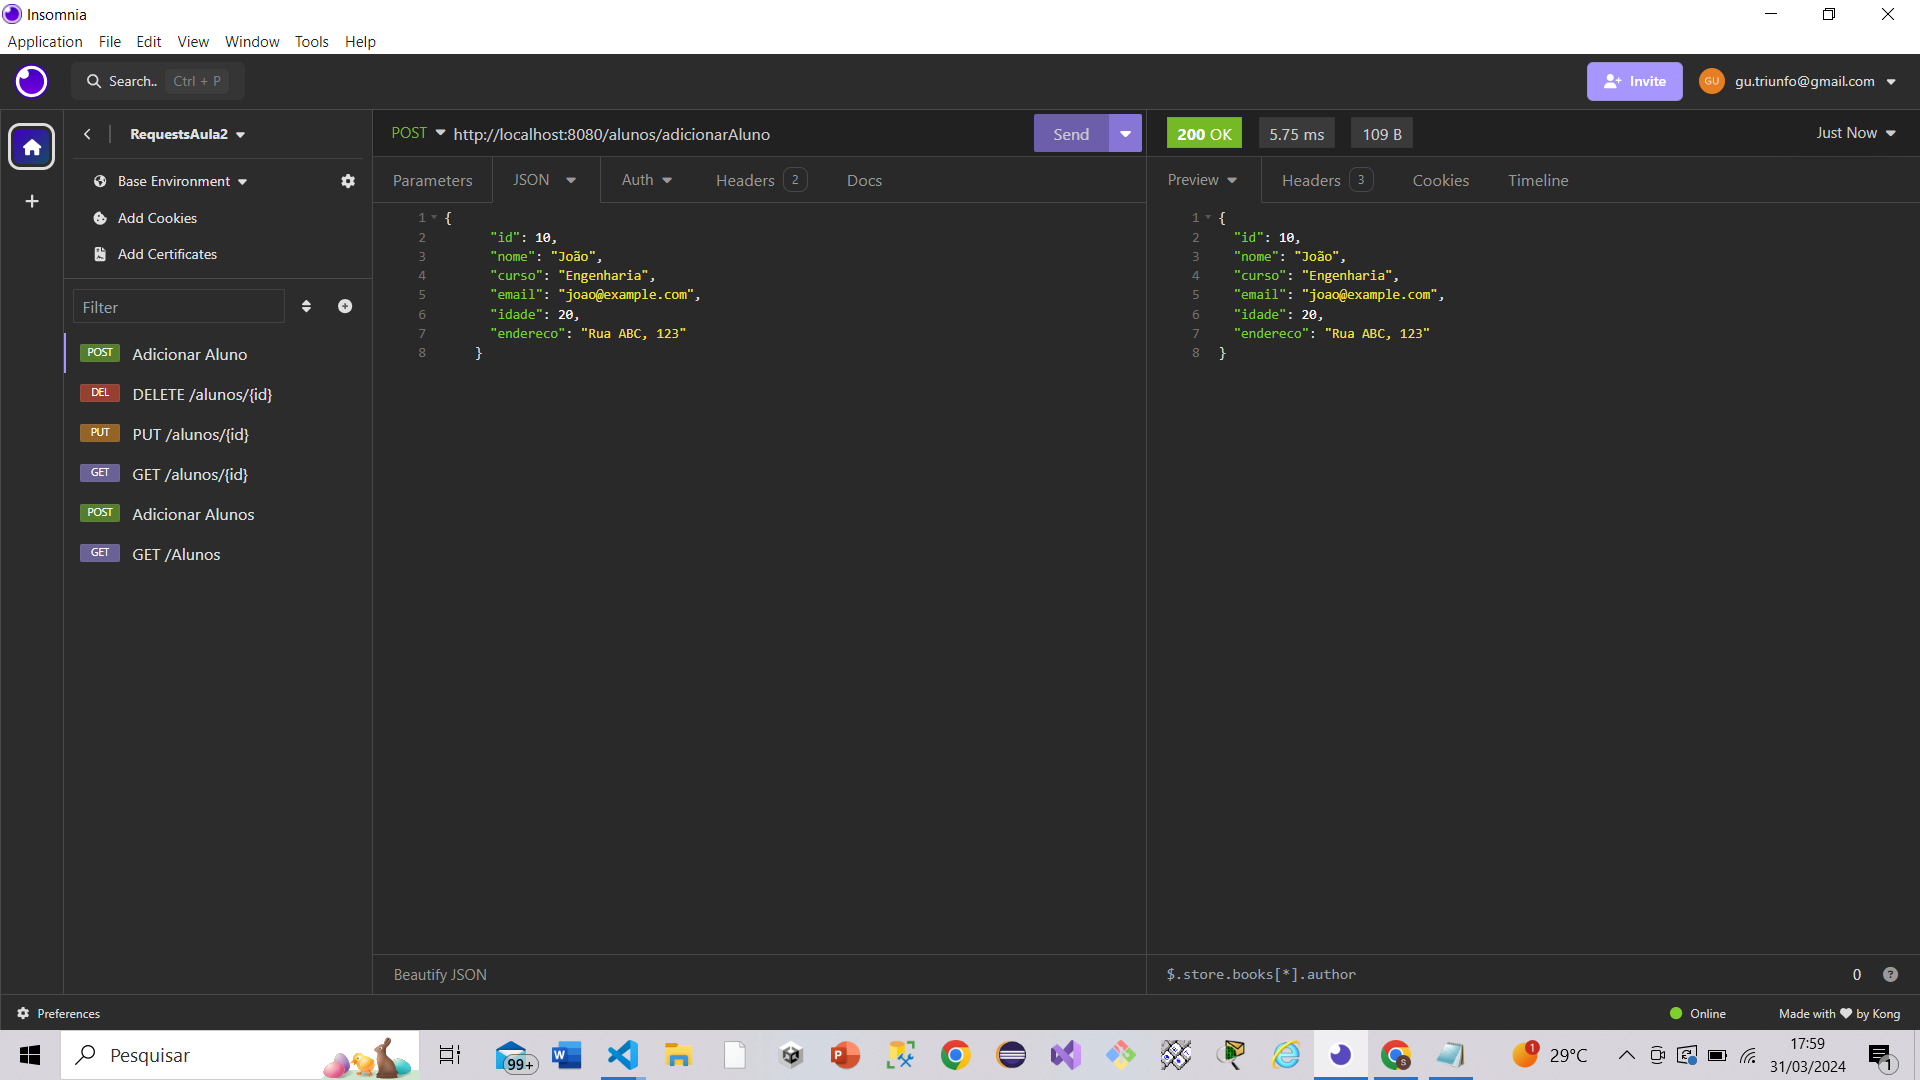 Insomnia
Application File Edit View Window Tools Help
Search.. Ctrl + P
Invite
GU gu.triunfo@gmail.com
RequestsAula2
Base Environment
Add Cookies
Add Certificates
Filter
POST Adicionar Aluno
DEL DELETE /alunos/{id}
PUT PUT /alunos/{id}
GET GET /alunos/{id}
POST Adicionar Alunos
GET GET /Alunos
POST http://localhost:8080/alunos/adicionarAluno Send
Parameters JSON Auth Headers 2 Docs
1 {
2 "id": 10,
3 "nome": "João",
4 "curso": "Engenharia",
5 "email": "joao@example.com",
6 "idade": 20,
7 "endereco": "Rua ABC, 123"
8 }
Beautify JSON
200 OK 5.75 ms 109 B Just Now
Preview Headers 3 Cookies Timeline
1 {
2 "id": 10,
3 "nome": "João",
4 "curso": "Engenharia",
5 "email": "joao@example.com",
6 "idade": 20,
7 "endereco": "Rua ABC, 123"
8 }
$.store.books[*].author 0 ?
Preferences
Online
Made with ❤ by Kong
Pesquisar
99+
W
P
S
1
29°C
17:59
31/03/2024
1